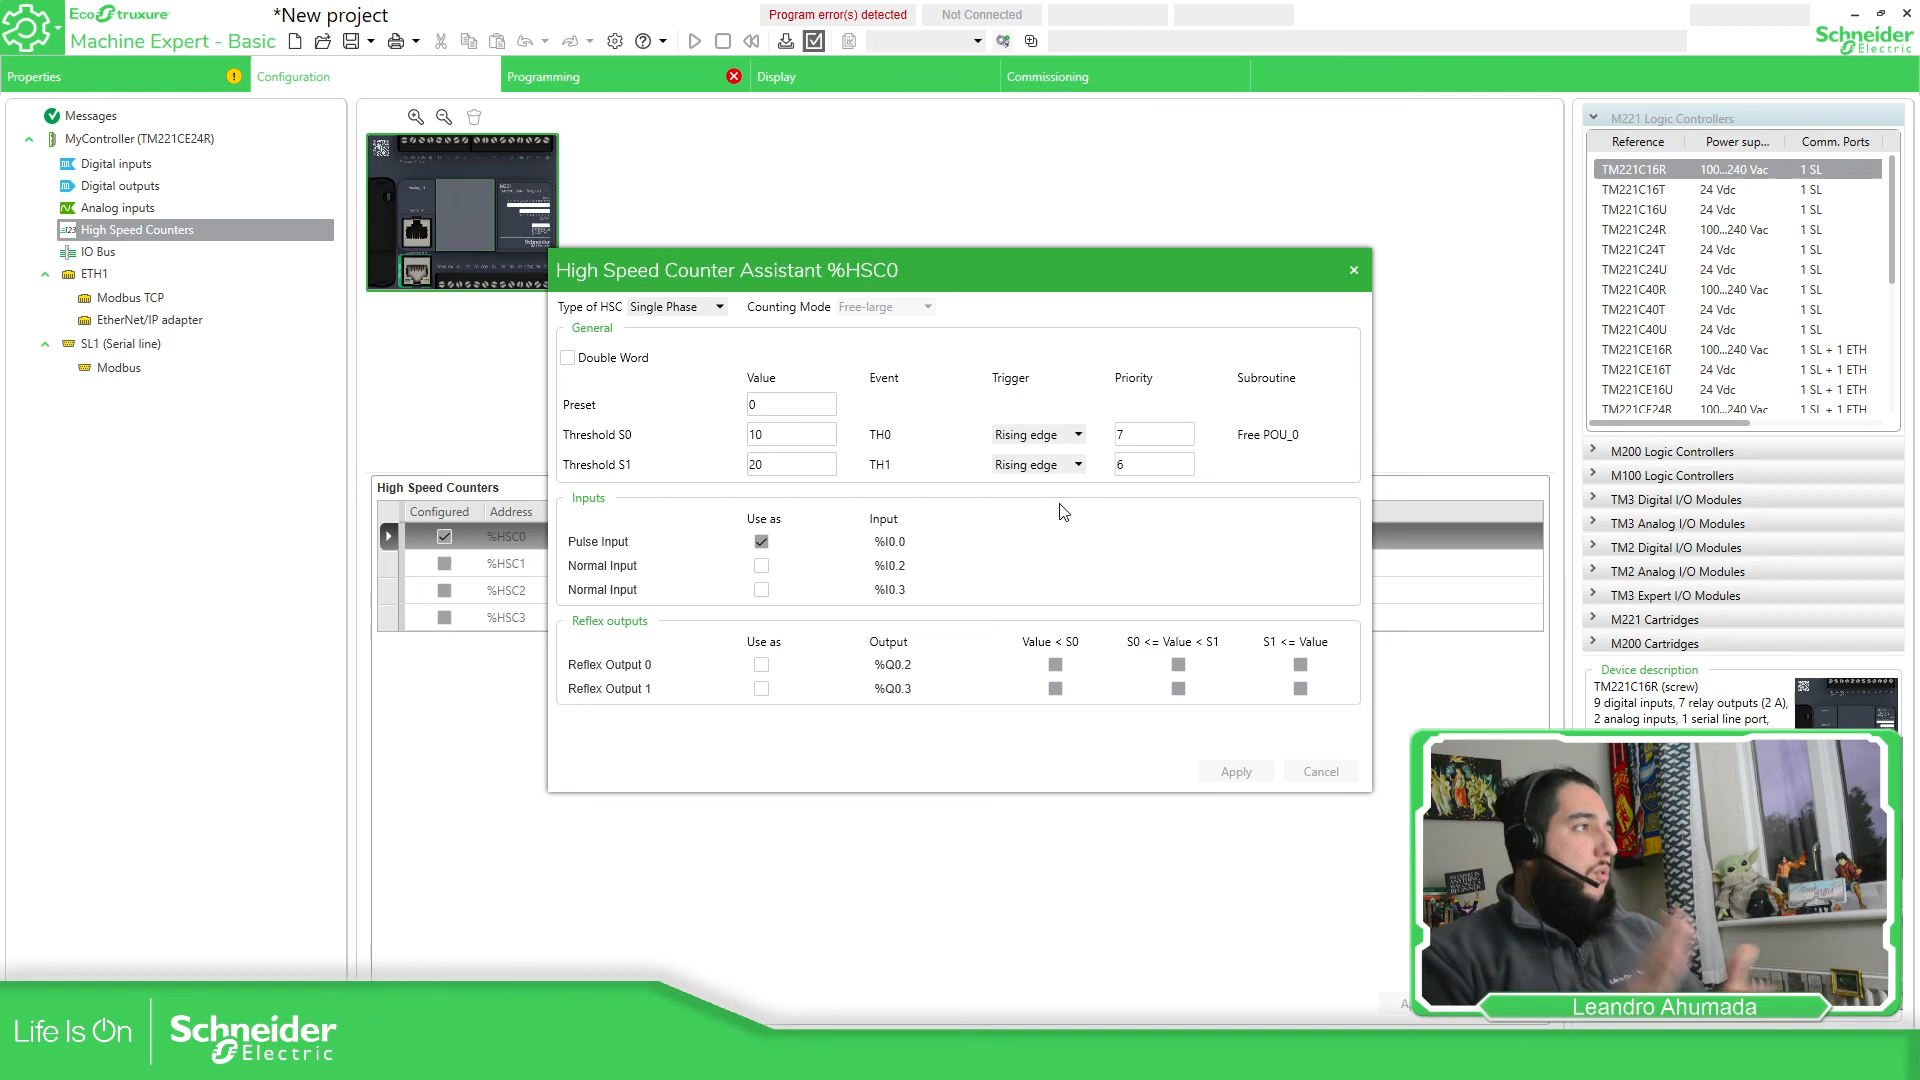 EcoStruxure
Machine Expert - Basic
*New project
Program error(s) detected
Not Connected
Schneider
Electric
Properties
Configuration
Programming
Display
Commissioning
Messages
MyController (TM221CE24R)
Digital inputs
Digital outputs
Analog inputs
High Speed Counters
IO Bus
ETH1
Modbus TCP
EtherNet/IP adapter
SL1 (Serial line)
Modbus
High Speed Counters
Configured Address
%HSC0
%HSC1
%HSC2
%HSC3
High Speed Counter Assistant %HSC0
Type of HSC Single Phase Counting Mode Free-large
General
Double Word
Value Event Trigger Priority Subroutine
Preset 0
Threshold S0 10 TH0 Rising edge 7 Free POU_0
Threshold S1 20 TH1 Rising edge 6
Inputs
Use as Input
Pulse Input %I0.0
Normal Input %I0.2
Normal Input %I0.3
Reflex outputs
Use as Output Value < S0 S0 <= Value < S1 S1 <= Value
Reflex Output 0 %Q0.2
Reflex Output 1 %Q0.3
Apply Cancel
M221 Logic Controllers
Reference Power sup... Comm. Ports
TM221C16R 100...240 Vac 1 SL
TM221C16T 24 Vdc 1 SL
TM221C16U 24 Vdc 1 SL
TM221C24R 100...240 Vac 1 SL
TM221C24T 24 Vdc 1 SL
TM221C24U 24 Vdc 1 SL
TM221C40R 100...240 Vac 1 SL
TM221C40T 24 Vdc 1 SL
TM221C40U 24 Vdc 1 SL
TM221CE16R 100...240 Vac 1 SL + 1 ETH
TM221CE16T 24 Vdc 1 SL + 1 ETH
TM221CE16U 24 Vdc 1 SL + 1 ETH
TM221CE24R 100...240 Vac 1 SL + 1 ETH
M200 Logic Controllers
M100 Logic Controllers
TM3 Digital I/O Modules
TM3 Analog I/O Modules
TM2 Digital I/O Modules
TM2 Analog I/O Modules
TM3 Expert I/O Modules
M221 Cartridges
M200 Cartridges
Device description
TM221C16R (screw)
9 digital inputs, 7 relay outputs (2 A),
2 analog inputs, 1 serial line port,
Leandro Ahumada
Life Is On
Schneider
Electric